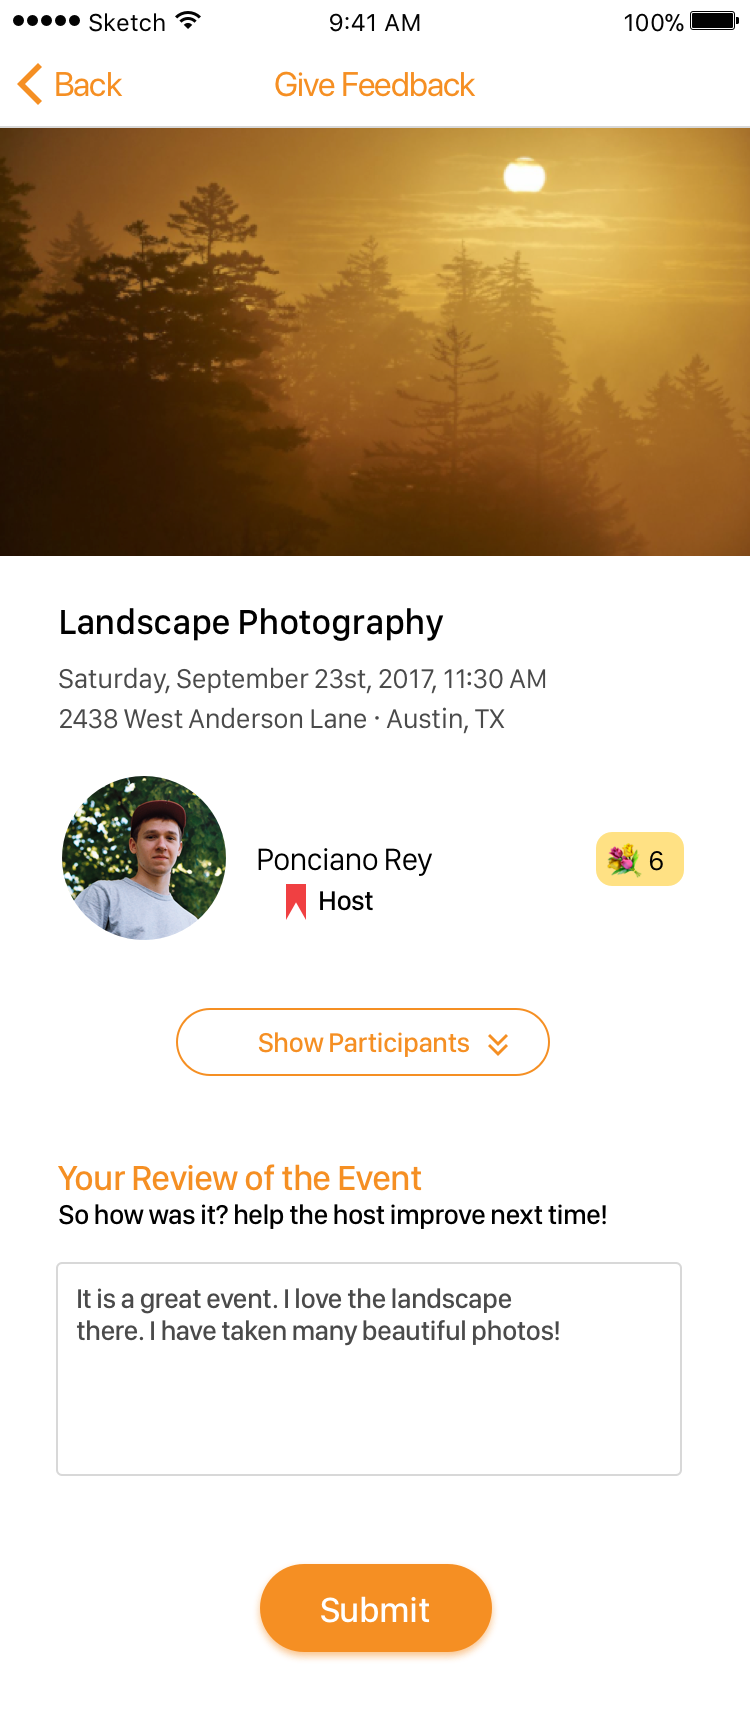 Sketch 9:41 AM 100%
Back Give Feedback
Landscape Photography
Saturday, September 23st, 2017, 11:30 AM
2438 West Anderson Lane · Austin, TX
Ponciano Rey
Host
6
Show Participants
Your Review of the Event
So how was it? help the host improve next time!
It is a great event. I love the landscape
there. I have taken many beautiful photos!
Submit